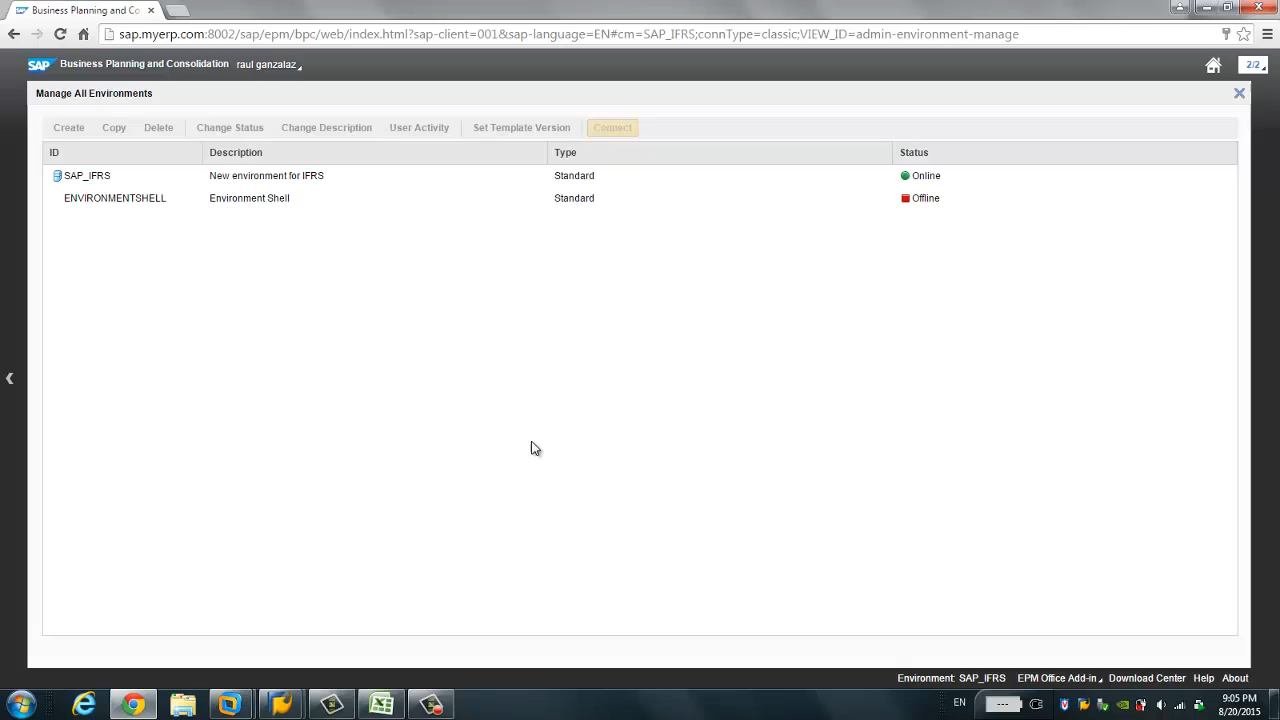 Business Planning and Co
sap.myerp.com:8002/sap/epm/bpc/web/index.html?sap-client=001&sap-language=EN#cm=SAP_IFRS;connType=classic;VIEW_ID=admin-environment-manage
SAP Business Planning and Consolidation raul ganzalaz 2/2
Manage All Environments
Create Copy Delete Change Status Change Description User Activity Set Template Version Connect
ID Description Type Status
SAP_IFRS New environment for IFRS Standard Online
ENVIRONMENTSHELL Environment Shell Standard Offline
Environment: SAP_IFRS EPM Office Add-in Download Center Help About
EN --- 9:05 PM
8/20/2015